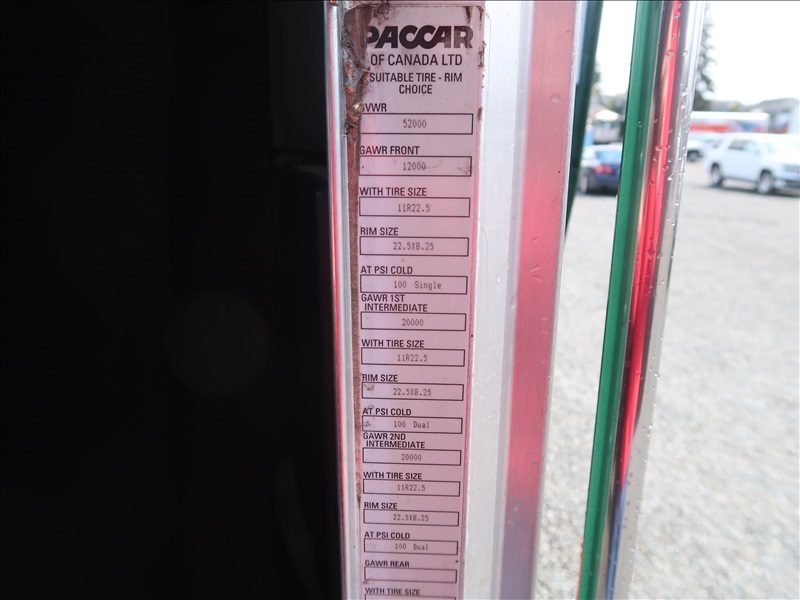 PACCAR
OF CANADA LTD
SUITABLE TIRE - RIM
CHOICE
GVWR
52000
GAWR FRONT
12000
WITH TIRE SIZE
11R22.5
RIM SIZE
22.5X8.25
AT PSI COLD
100 Single
GAWR 1ST
INTERMEDIATE
20000
WITH TIRE SIZE
11R22.5
RIM SIZE
22.5X8.25
AT PSI COLD
100 Dual
GAWR 2ND
INTERMEDIATE
20000
WITH TIRE SIZE
11R22.5
RIM SIZE
22.5X8.25
AT PSI COLD
100 Dual
GAWR REAR
WITH TIRE SIZE